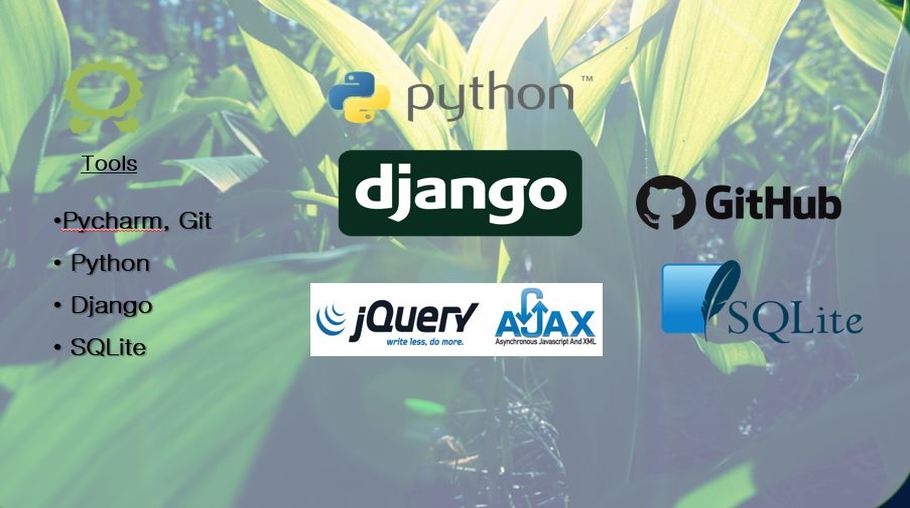 Tools
•Pycharm, Git
• Python
• Django
• SQLite
python™
django
GitHub
jQuery
write less, do more.
AJAX
Asynchronous Javascript And XML
SQLite